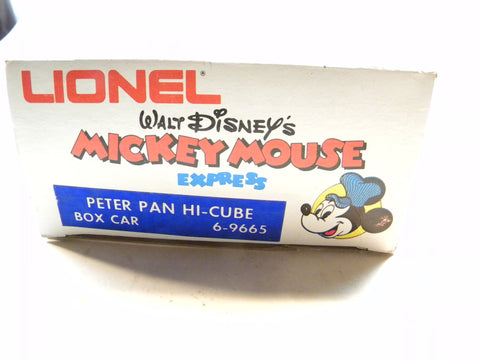 LIONEL®
WALT DISNEY'S
MICKEY MOUSE
EXPRESS
PETER PAN HI-CUBE
BOX CAR 6-9665